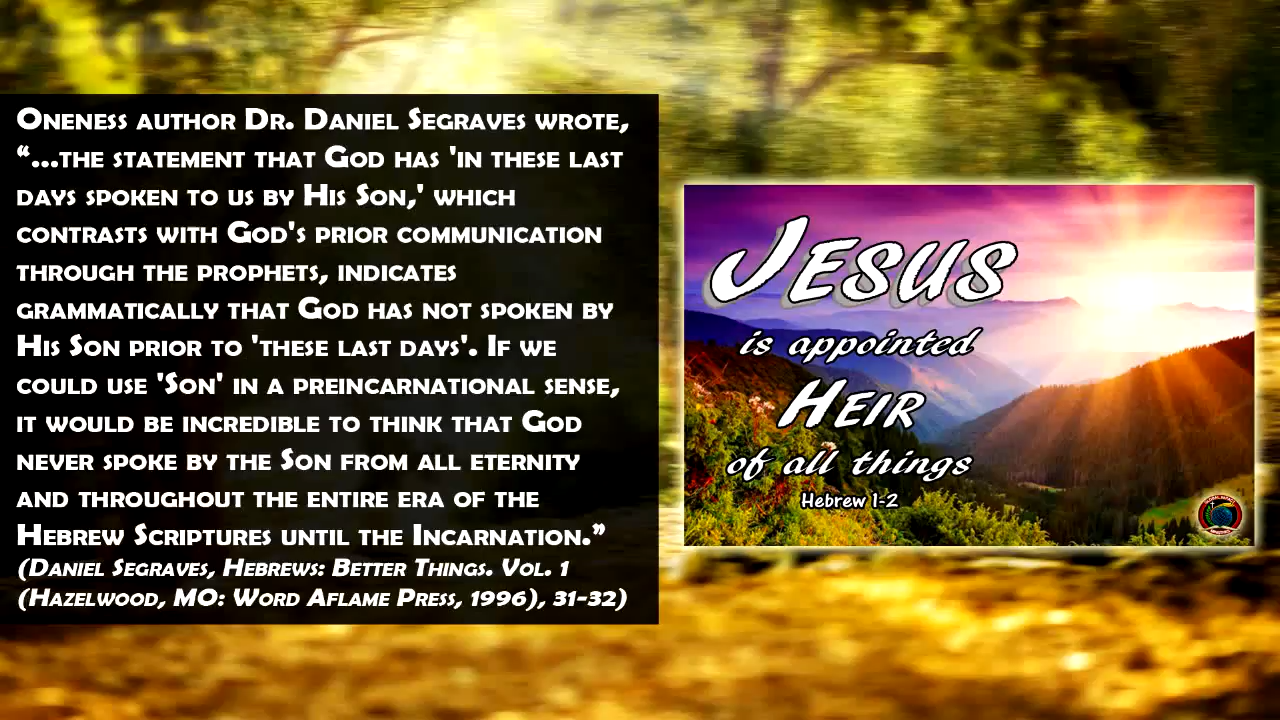 Oneness author Dr. Daniel Segraves wrote,
“...the statement that God has 'in these last
days spoken to us by His Son,' which
contrasts with God's prior communication
through the prophets, indicates
grammatically that God has not spoken by
His Son prior to 'these last days'. If we
could use 'Son' in a preincarnational sense,
it would be incredible to think that God
never spoke by the Son from all eternity
and throughout the entire era of the
Hebrew Scriptures until the Incarnation.”
(Daniel Segraves, Hebrews: Better Things. Vol. 1
(Hazelwood, MO: Word Aflame Press, 1996), 31-32)
Jesus
is appointed
Heir
of all things
Hebrew 1-2